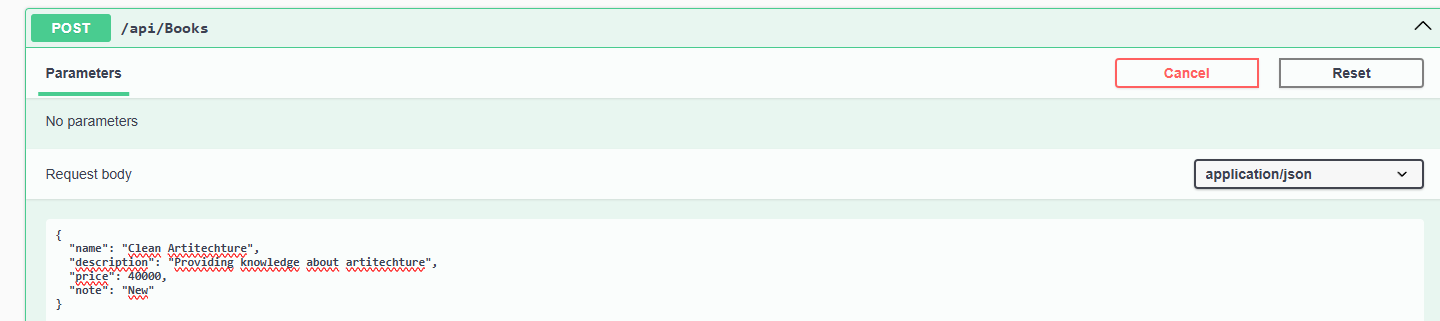 POST /api/Books
Parameters Cancel Reset
No parameters
Request body application/json
{
"name": "Clean Artitechture",
"description": "Providing knowledge about artitechture",
"price": 40000,
"note": "New"
}